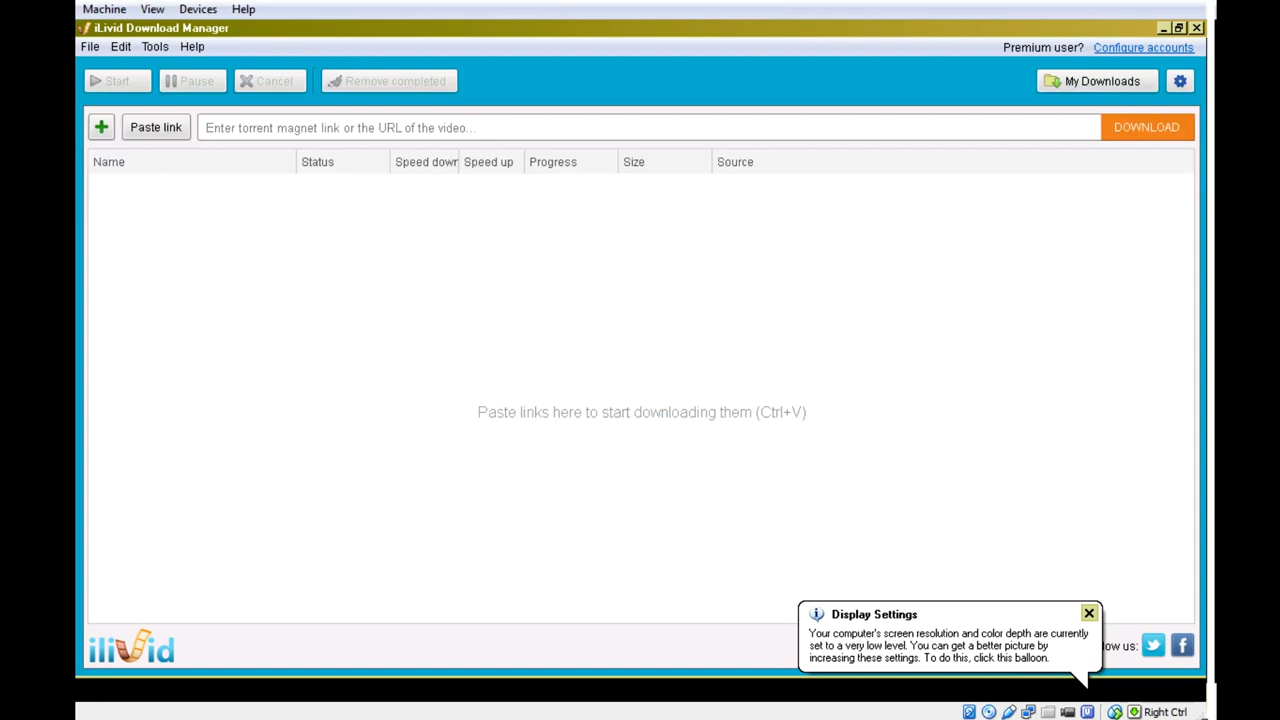 Machine View Devices Help
iLivid Download Manager
File Edit Tools Help Premium user? Configure accounts
Start Pause Cancel Remove completed My Downloads
Paste link Enter torrent magnet link or the URL of the video... DOWNLOAD
Name Status Speed down Speed up Progress Size Source
Paste links here to start downloading them (Ctrl+V)
Display Settings
Your computer's screen resolution and color depth are currently
set to a very low level. You can get a better picture by
increasing these settings. To do this, click this balloon.
ilivid low us:
Right Ctrl